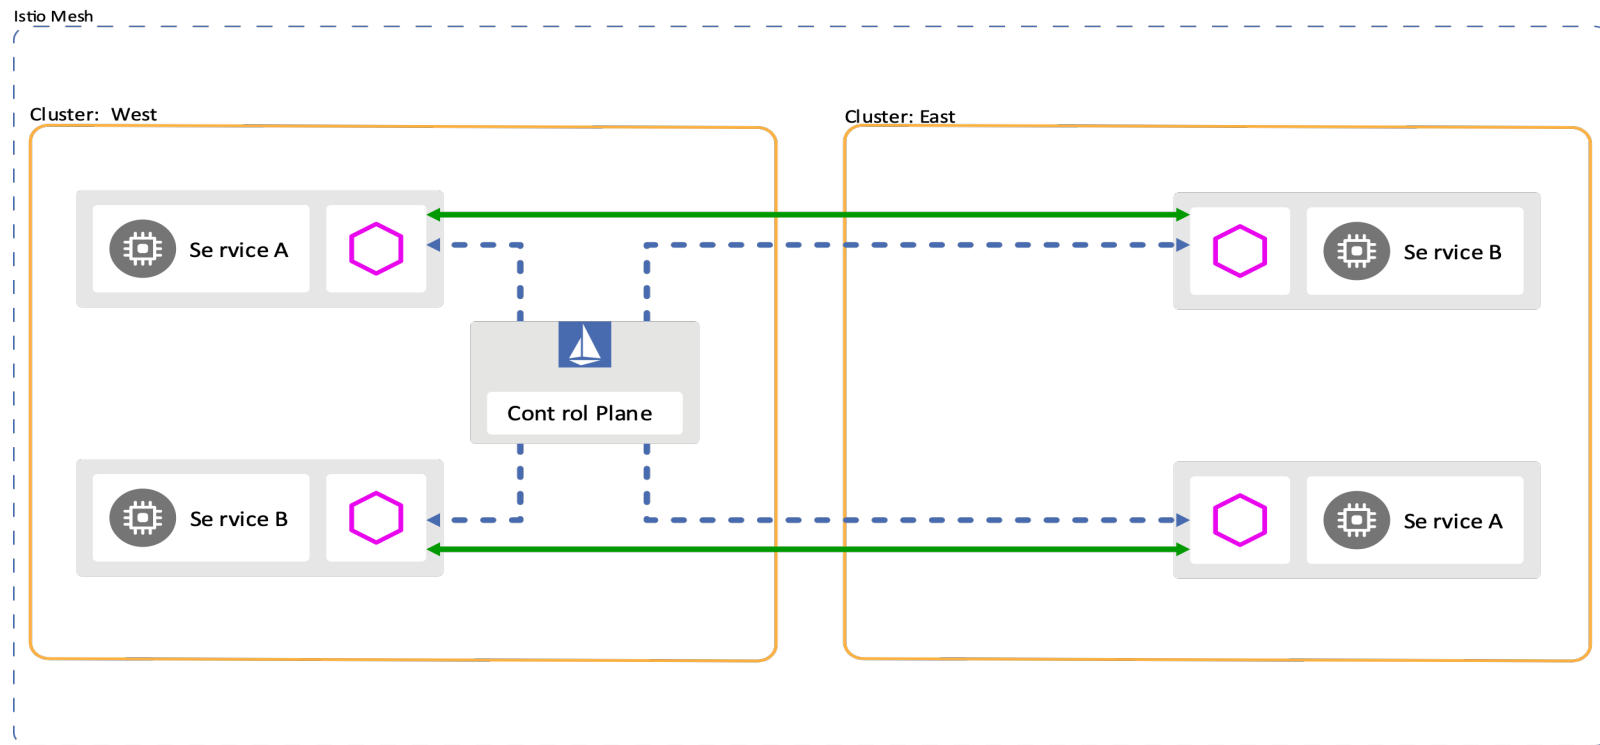 Istio Mesh
Cluster: West
Cluster: East
Se rvice A
Se rvice B
Cont rol Plane
Se rvice B
Se rvice A